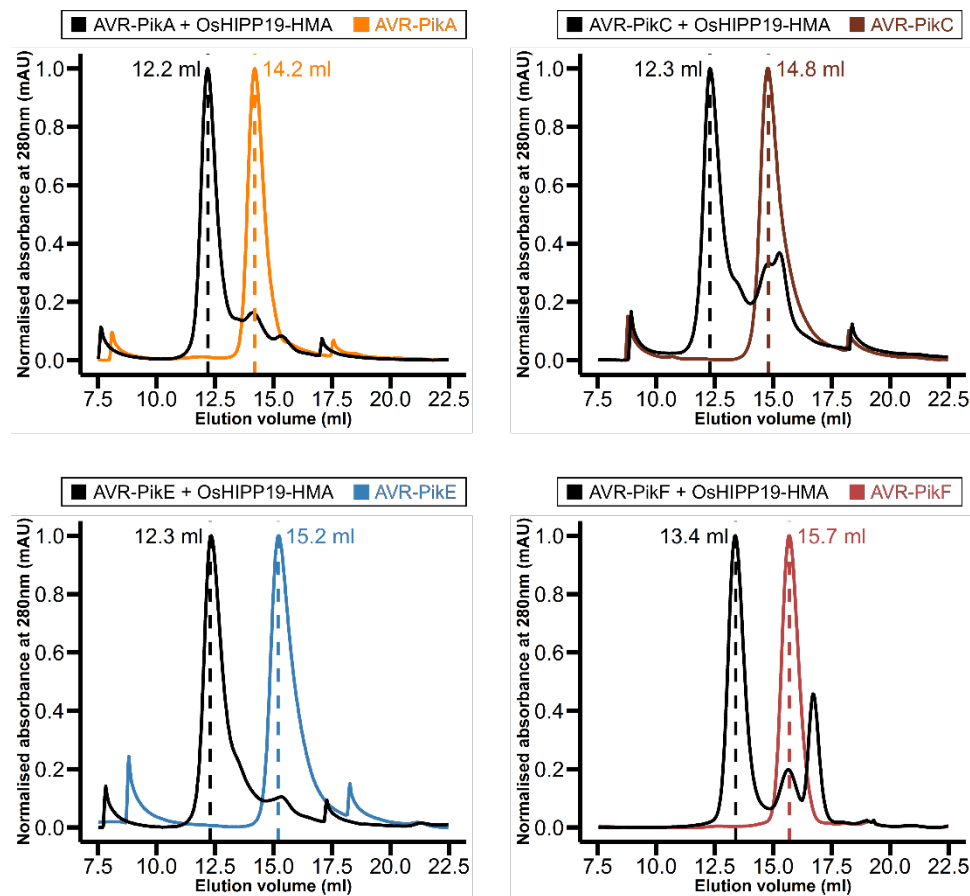 AVR-PikA + OsHIPP19-HMA AVR-PikA
12.2 ml 14.2 ml
Normalised absorbance at 280nm (mAU)
1.0
0.8
0.6
0.4
0.2
0.0
7.5 10.0 12.5 15.0 17.5 20.0 22.5
Elution volume (ml)
AVR-PikC + OsHIPP19-HMA AVR-PikC
12.3 ml 14.8 ml
Normalised absorbance at 280nm (mAU)
1.0
0.8
0.6
0.4
0.2
0.0
7.5 10.0 12.5 15.0 17.5 20.0 22.5
Elution volume (ml)
AVR-PikE + OsHIPP19-HMA AVR-PikE
12.3 ml 15.2 ml
Normalised absorbance at 280nm (mAU)
1.0
0.8
0.6
0.4
0.2
0.0
7.5 10.0 12.5 15.0 17.5 20.0 22.5
Elution volume (ml)
AVR-PikF + OsHIPP19-HMA AVR-PikF
13.4 ml 15.7 ml
Normalised absorbance at 280nm (mAU)
1.0
0.8
0.6
0.4
0.2
0.0
7.5 10.0 12.5 15.0 17.5 20.0 22.5
Elution volume (ml)